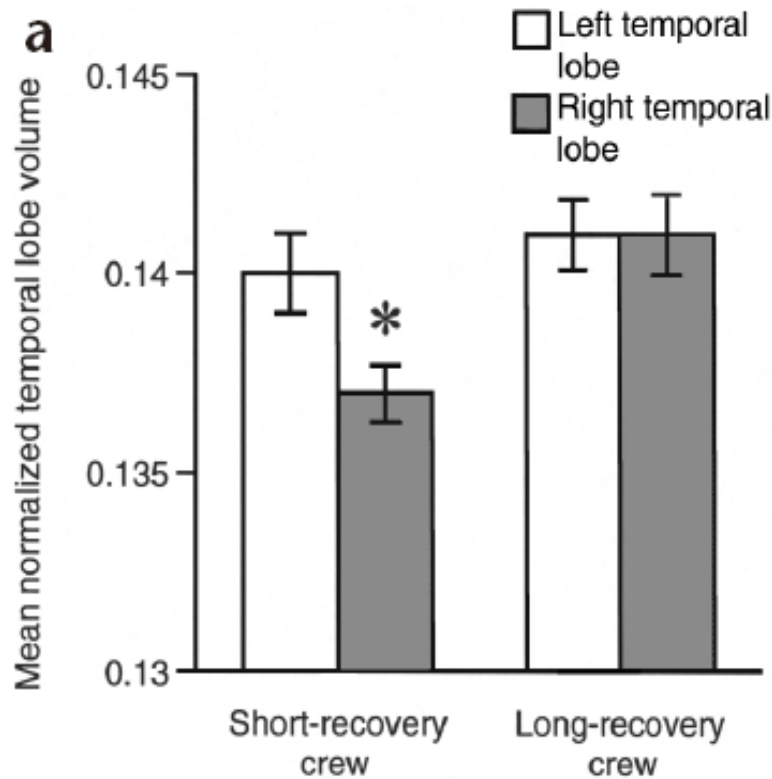 a
Left temporal
lobe
Right temporal
lobe
Mean normalized temporal lobe volume
0.145
0.14
*
0.135
0.13
Short-recovery
crew
Long-recovery
crew